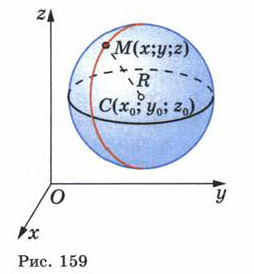 z
M(x;y;z)
R
C(x₀; y₀; z₀)
O
y
x
Рис. 159